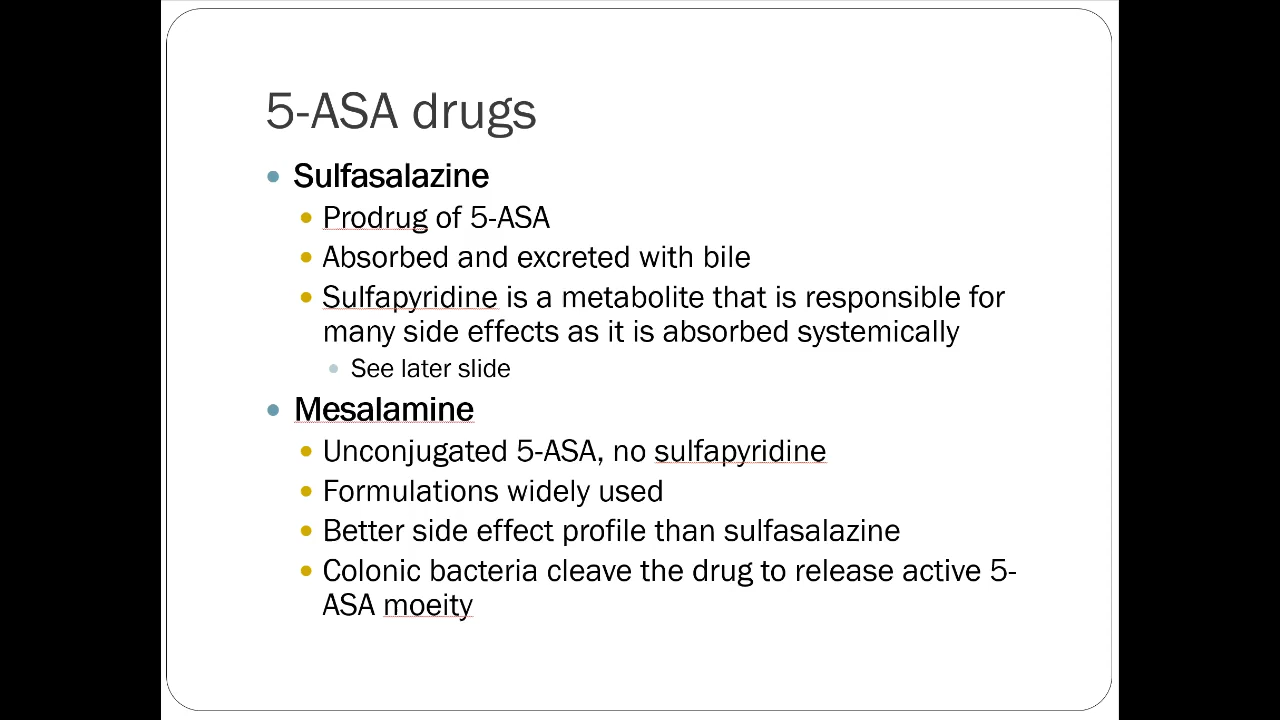 5-ASA drugs
Sulfasalazine
Prodrug of 5-ASA
Absorbed and excreted with bile
Sulfapyridine is a metabolite that is responsible for
many side effects as it is absorbed systemically
See later slide
Mesalamine
Unconjugated 5-ASA, no sulfapyridine
Formulations widely used
Better side effect profile than sulfasalazine
Colonic bacteria cleave the drug to release active 5-
ASA moeity